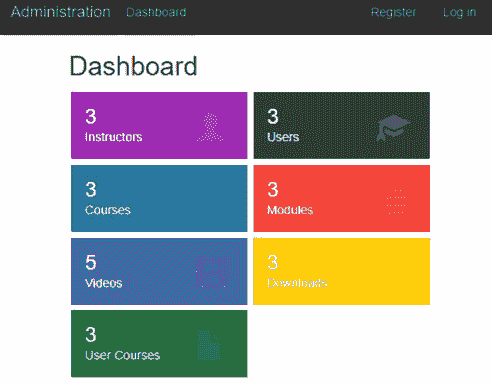 Administration Dashboard Register Log in
Dashboard
3
Instructors
3
Users
3
Courses
3
Modules
5
Videos
3
Downloads
3
User Courses